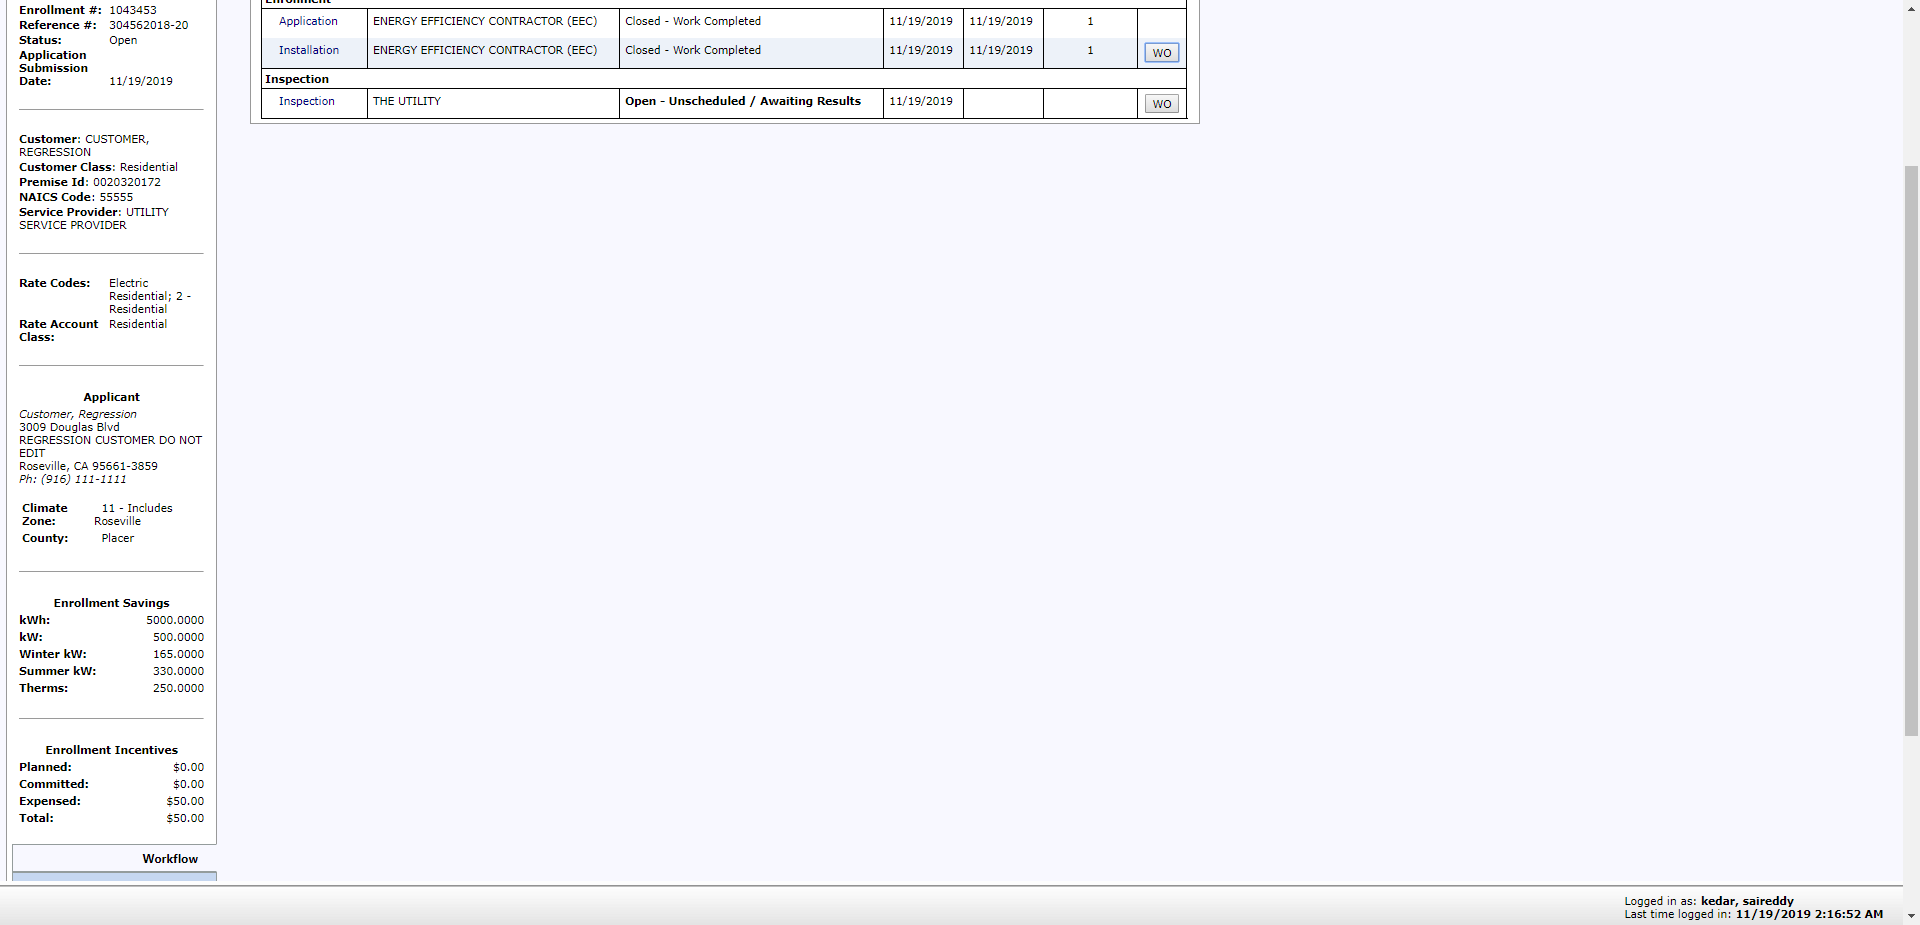 Enrollment #: 1043453
Reference #: 304562018-20
Status: Open
Application
Submission
Date: 11/19/2019
Customer: CUSTOMER,
REGRESSION
Customer Class: Residential
Premise Id: 0020320172
NAICS Code: 55555
Service Provider: UTILITY
SERVICE PROVIDER
Rate Codes: Electric
Residential; 2 -
Residential
Rate Account Residential
Class:
Applicant
Customer, Regression
3009 Douglas Blvd
REGRESSION CUSTOMER DO NOT
EDIT
Roseville, CA 95661-3859
Ph: (916) 111-1111
Climate 11 - Includes
Zone: Roseville
County: Placer
Enrollment Savings
kWh: 5000.0000
kW: 500.0000
Winter kW: 165.0000
Summer kW: 330.0000
Therms: 250.0000
Enrollment Incentives
Planned: $0.00
Committed: $0.00
Expensed: $50.00
Total: $50.00
Workflow
Enrollment
Application ENERGY EFFICIENCY CONTRACTOR (EEC) Closed - Work Completed 11/19/2019 11/19/2019 1
Installation ENERGY EFFICIENCY CONTRACTOR (EEC) Closed - Work Completed 11/19/2019 11/19/2019 1 WO
Inspection
Inspection THE UTILITY Open - Unscheduled / Awaiting Results 11/19/2019 WO
Logged in as: kedar, saireddy
Last time logged in: 11/19/2019 2:16:52 AM